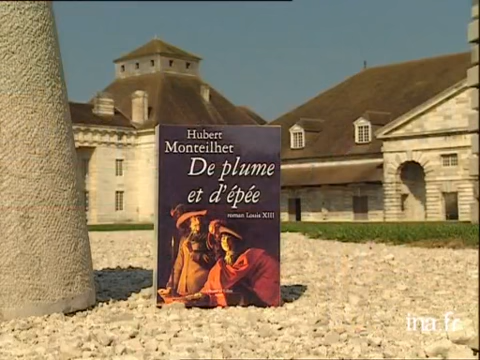 Hubert
Monteilhet
De plume
et d'épée
roman Louis XIII
ina.fr